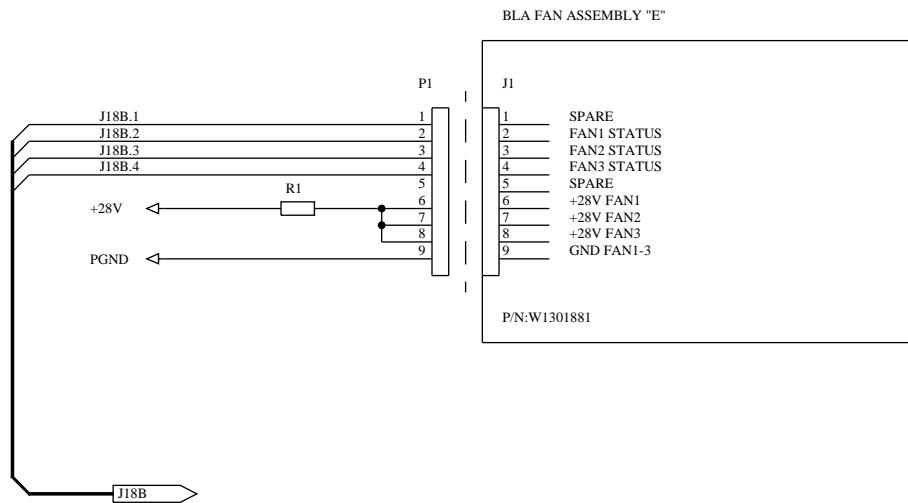 BLA FAN ASSEMBLY "E"
P1 J1
J18B.1 1 1 SPARE
J18B.2 2 2 FAN1 STATUS
J18B.3 3 3 FAN2 STATUS
J18B.4 4 4 FAN3 STATUS
5 5 SPARE
R1
+28V 6 6 +28V FAN1
7 7 +28V FAN2
8 8 +28V FAN3
PGND 9 9 GND FAN1-3
P/N:W1301881
J18B